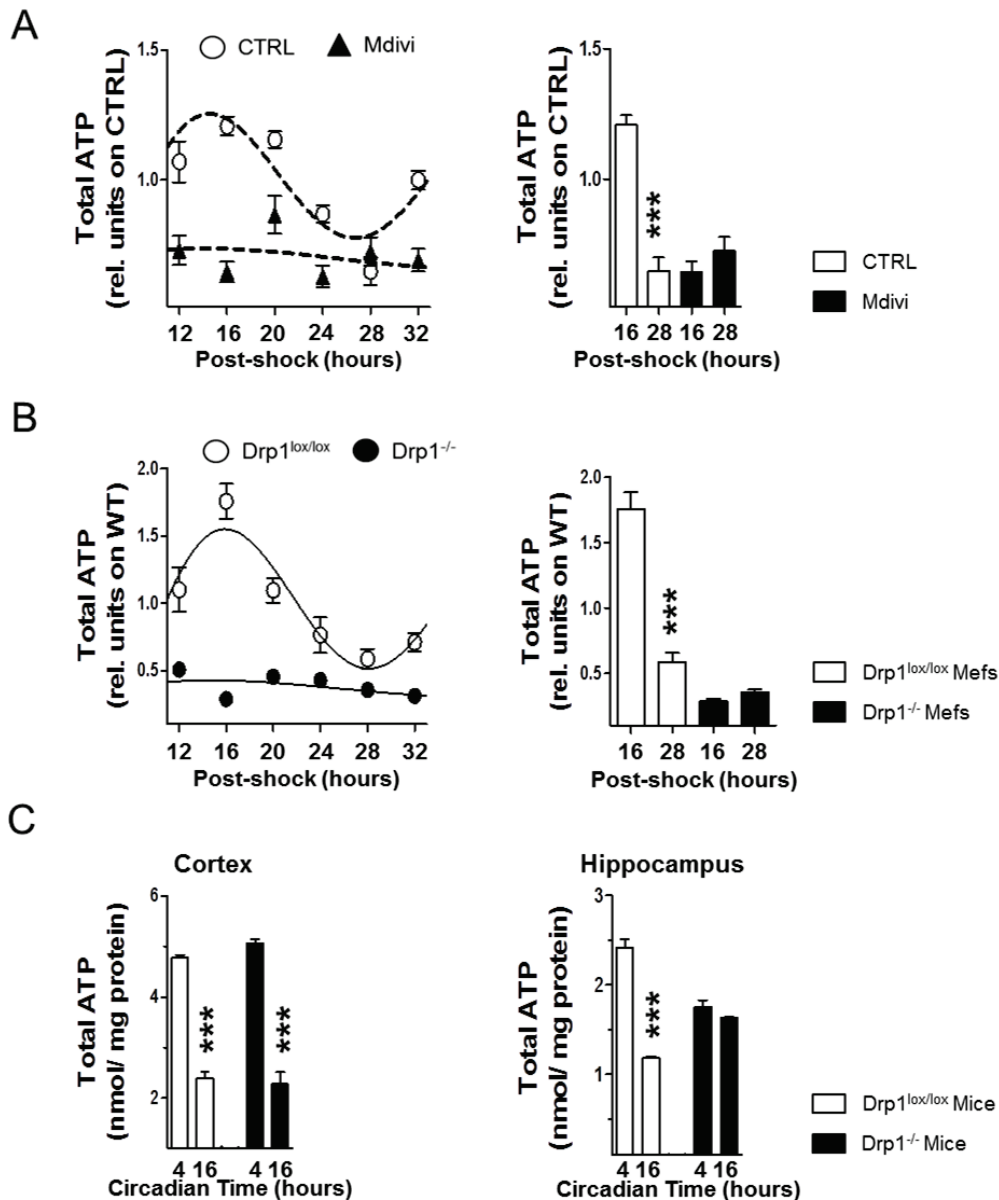 A
CTRL Mdivi
Total ATP
(rel. units on CTRL)
1.5
1.0
12 16 20 24 28 32
Post-shock (hours)
Total ATP
(rel. units on CTRL)
1.5
1.0
***
16 28 16 28
Post-shock (hours)
CTRL
Mdivi
B
Drp1lox/lox Drp1-/-
Total ATP
(rel. units on WT)
2.0
1.5
1.0
0.5
12 16 20 24 28 32
Post-shock (hours)
Total ATP
(rel. units on WT)
2.0
1.5
1.0
0.5
***
16 28 16 28
Post-shock (hours)
Drp1lox/lox Mefs
Drp1-/- Mefs
C
Cortex
Total ATP
(nmol/ mg protein)
6
4
2
***
***
4 16 4 16
Circadian Time (hours)
Hippocampus
Total ATP
(nmol/ mg protein)
3
2
1
***
4 16 4 16
Circadian Time (hours)
Drp1lox/lox Mice
Drp1-/- Mice